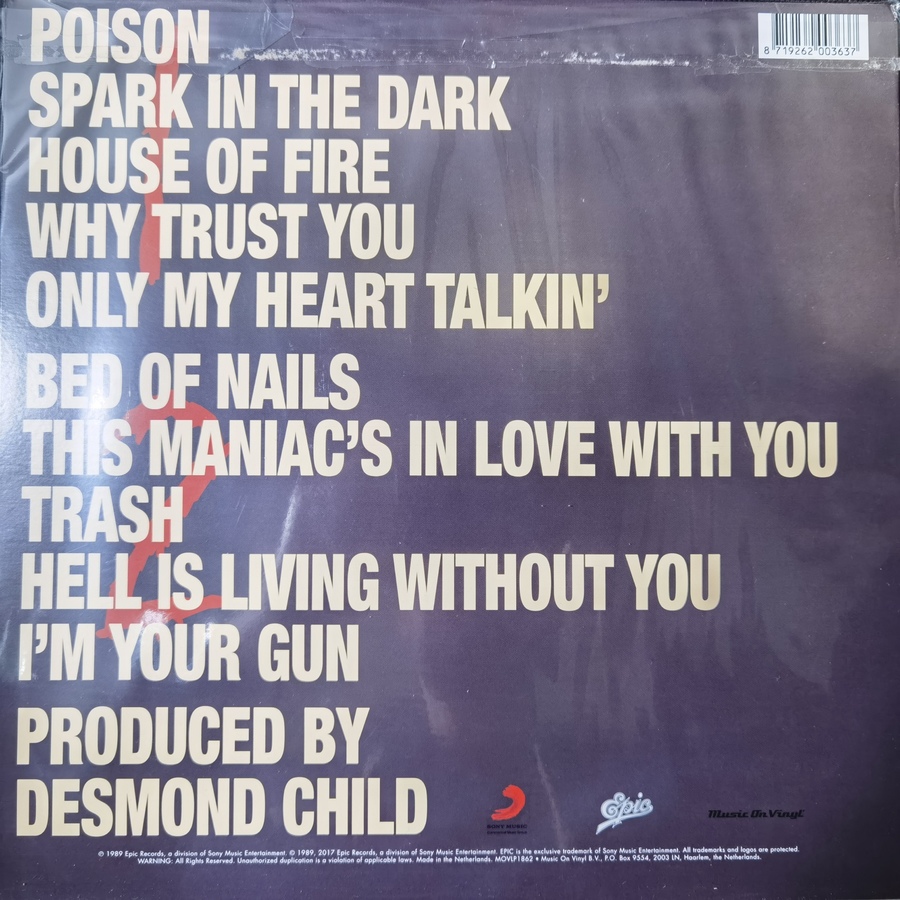 8 719262 003637
POISON
SPARK IN THE DARK
HOUSE OF FIRE
WHY TRUST YOU
ONLY MY HEART TALKIN’
1
BED OF NAILS
THIS MANIAC’S IN LOVE WITH YOU
TRASH
HELL IS LIVING WITHOUT YOU
I’M YOUR GUN
2
PRODUCED BY
DESMOND CHILD
SONY MUSIC
Epic
Music On Vinyl
℗ 1989 Epic Records, a division of Sony Music Entertainment. © 1989, 2017 Epic Records, a division of Sony Music Entertainment. EPIC is the exclusive trademark of Sony Music Entertainment. All trademarks and logos are protected.
WARNING: All Rights Reserved. Unauthorized duplication is a violation of applicable laws. Made in the Netherlands. MOVLP1862 • Music On Vinyl B.V., P.O. Box 9554, 2003 LN, Haarlem, the Netherlands.